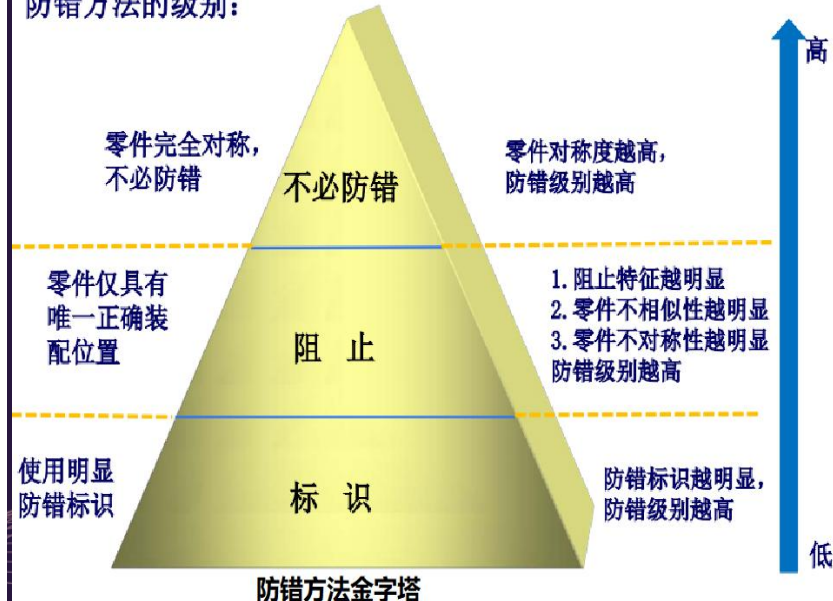 防错方法的级别：
高
零件完全对称，
不必防错
不必防错
零件对称度越高，
防错级别越高
零件仅具有
唯一正确装
配位置
阻 止
1.阻止特征越明显
2.零件不相似性越明显
3.零件不对称性越明显
防错级别越高
使用明显
防错标识
标 识
防错标识越明显，
防错级别越高
低
防错方法金字塔